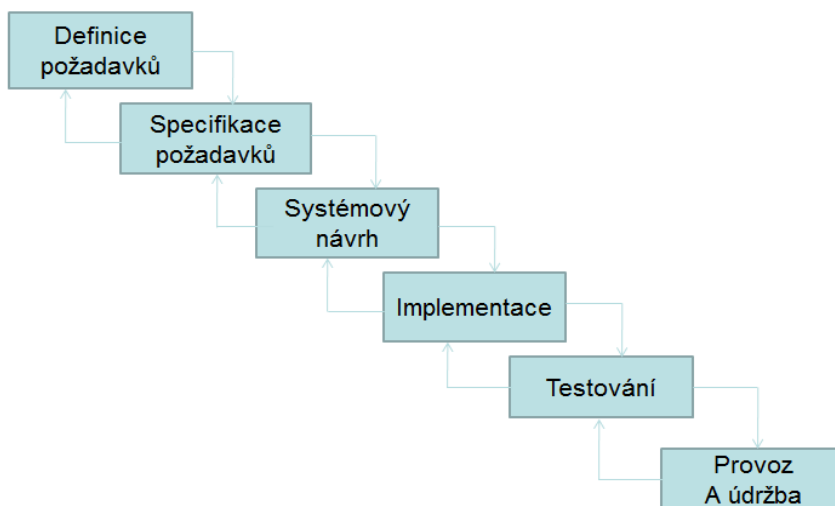 Definice
požadavků
Specifikace
požadavků
Systémový
návrh
Implementace
Testování
Provoz
A údržba